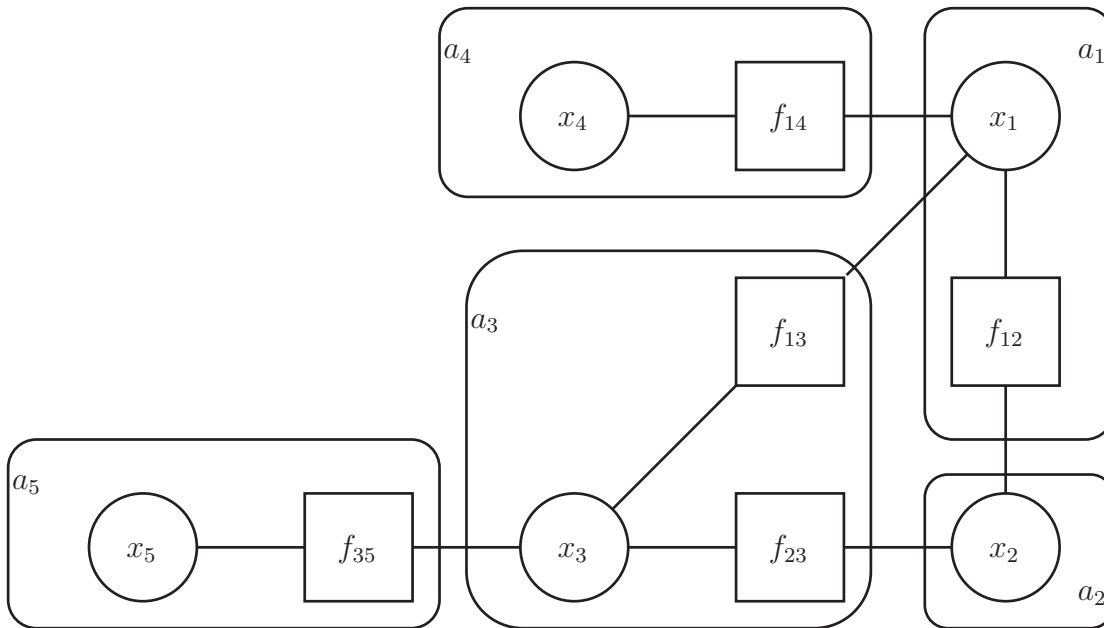 a₄
x₄
f₁₄
x₁
a₁
a₃
f₁₃
f₁₂
a₅
x₅
f₃₅
x₃
f₂₃
x₂
a₂